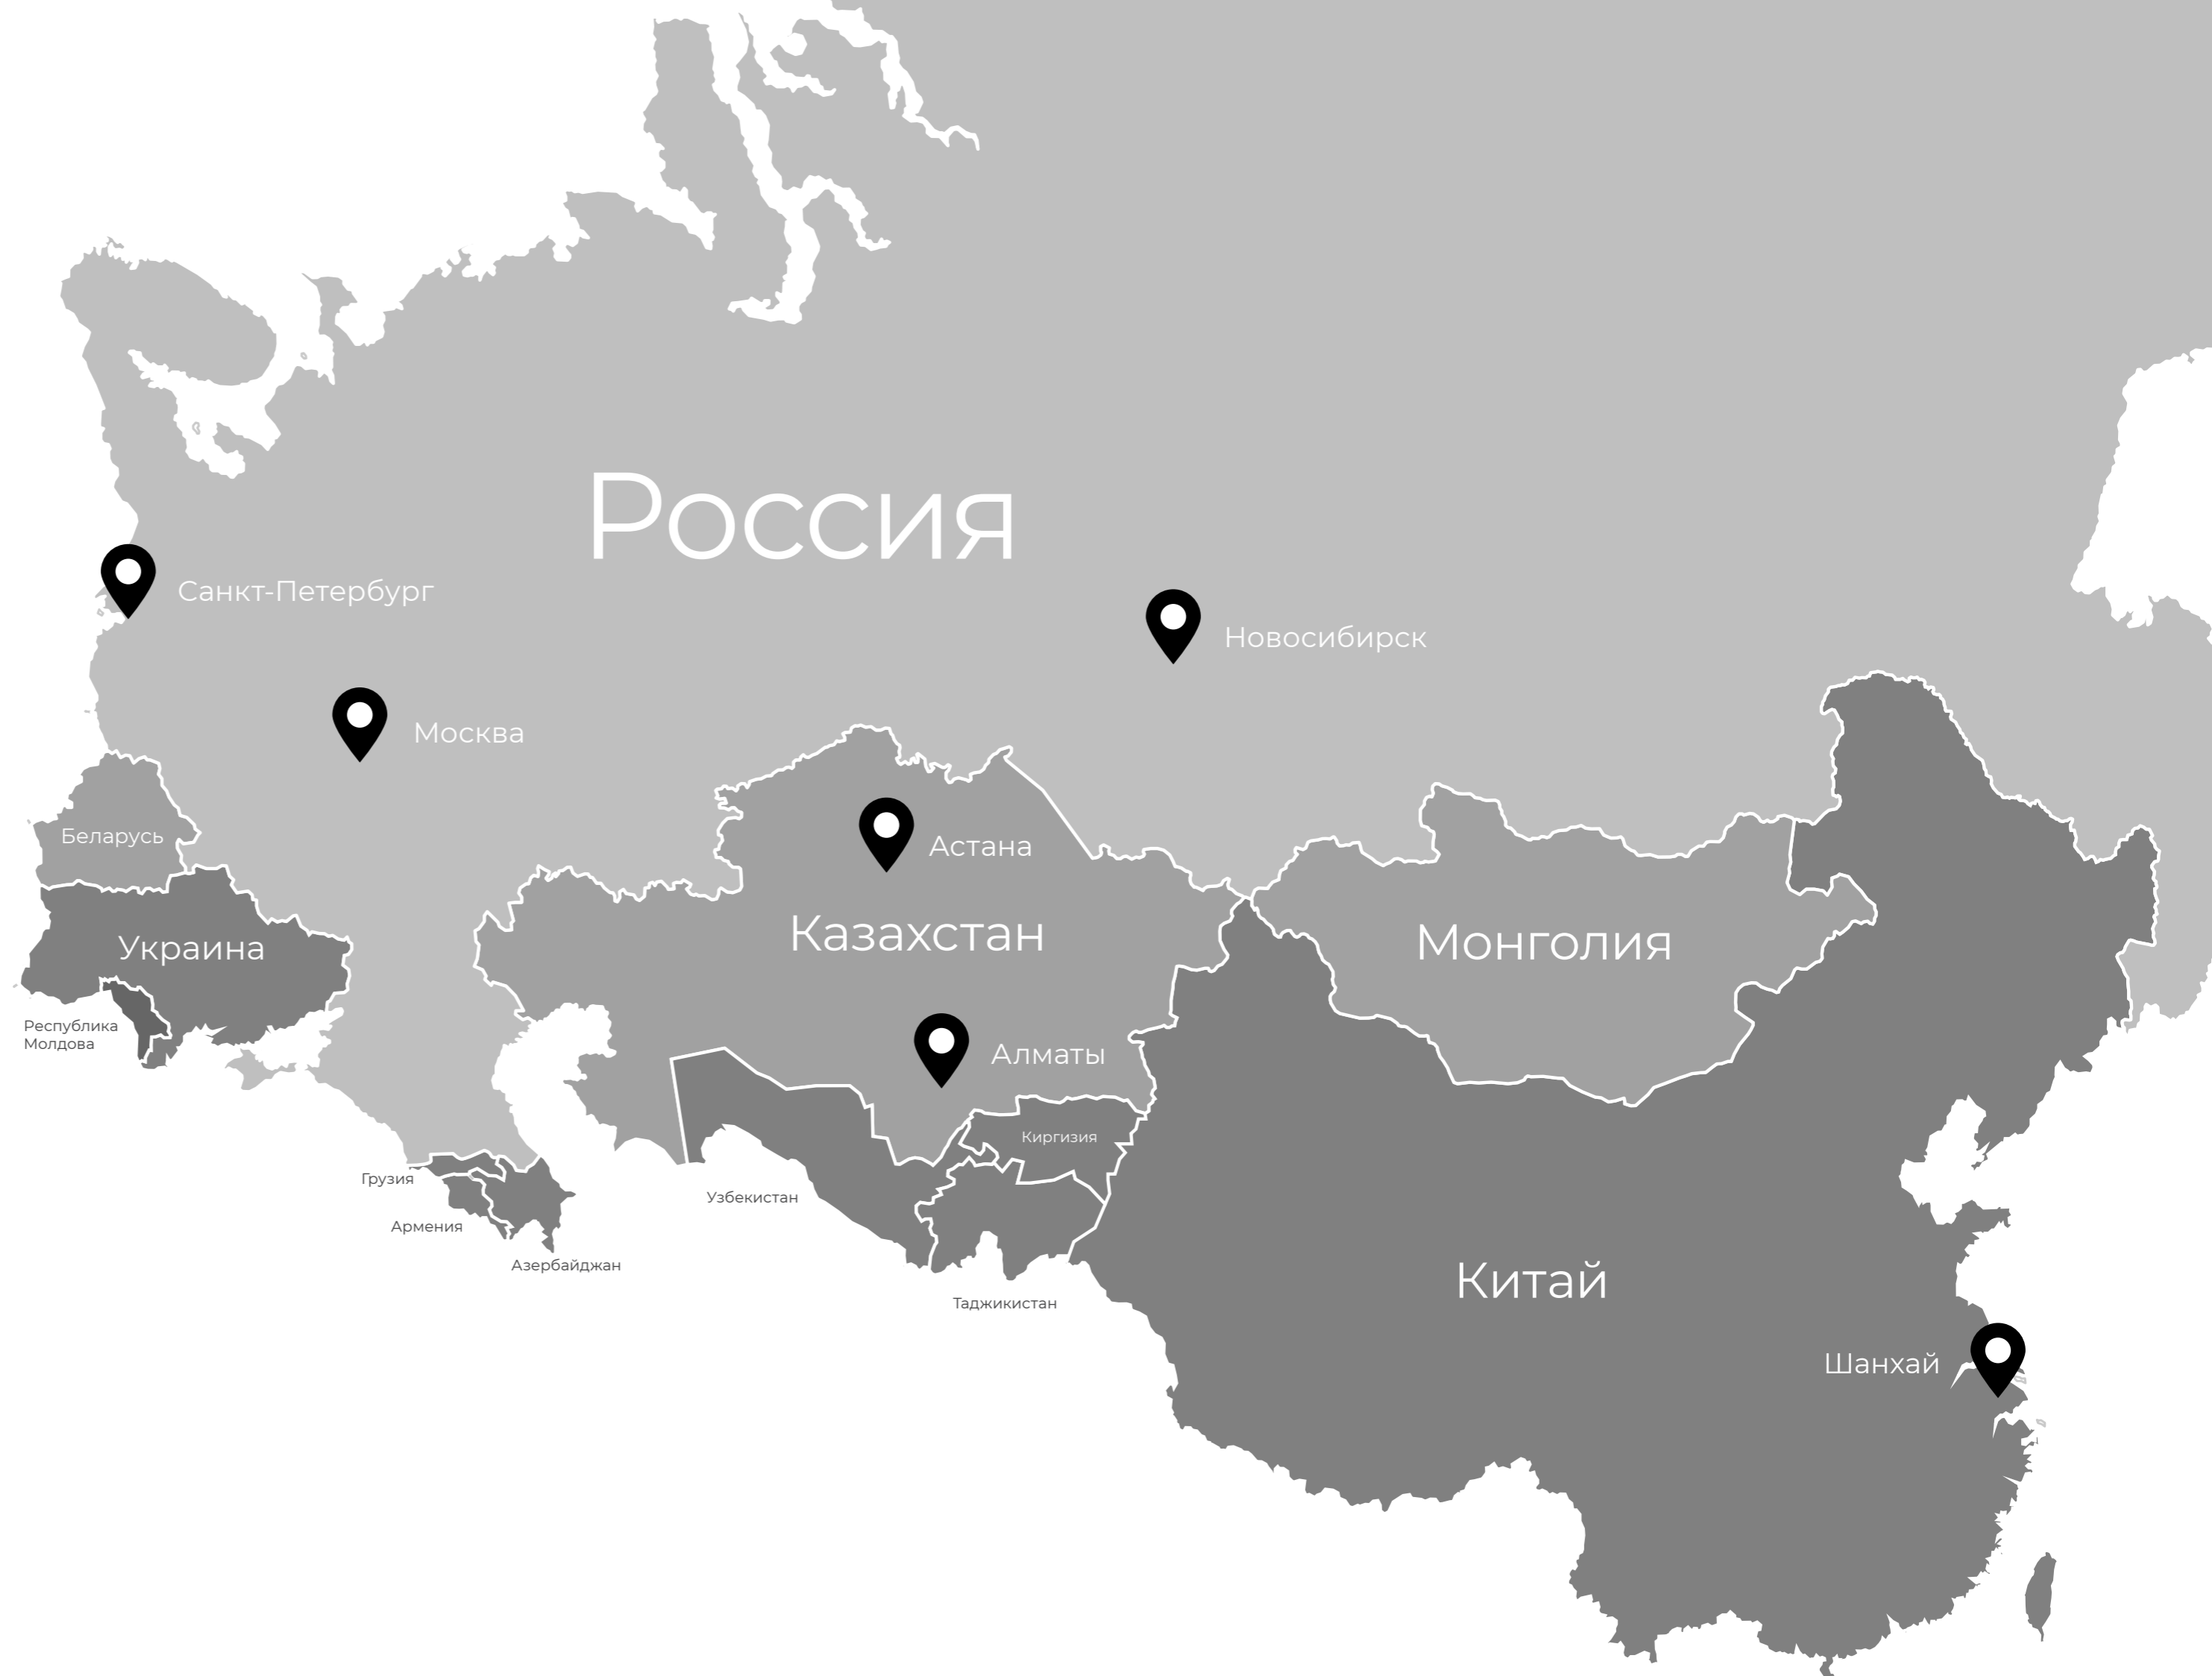 Россия
Санкт-Петербург
Новосибирск
Москва
Беларусь
Астана
Украина
Казахстан
Монголия
Республика
Молдова
Алматы
Киргизия
Грузия
Узбекистан
Армения
Азербайджан
Китай
Таджикистан
Шанхай